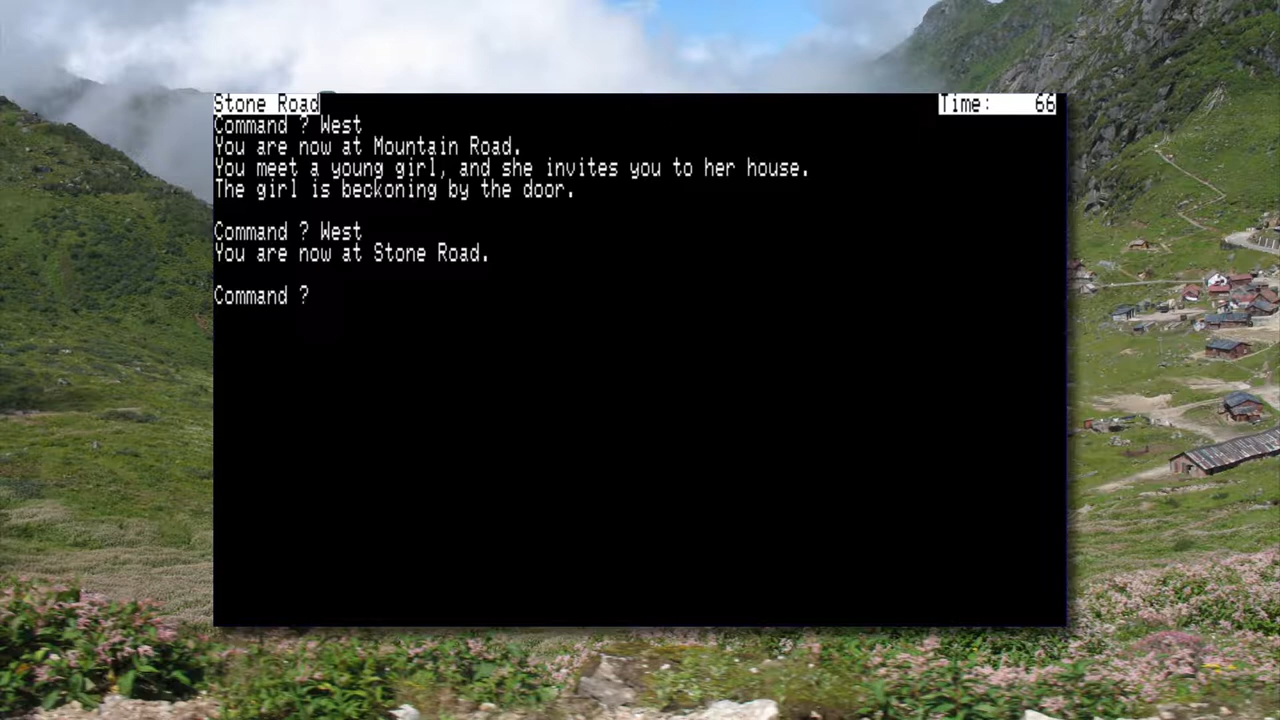 Stone Road Time: 66
Command ? West
You are now at Mountain Road.
You meet a young girl, and she invites you to her house.
The girl is beckoning by the door.
Command ? West
You are now at Stone Road.
Command ?